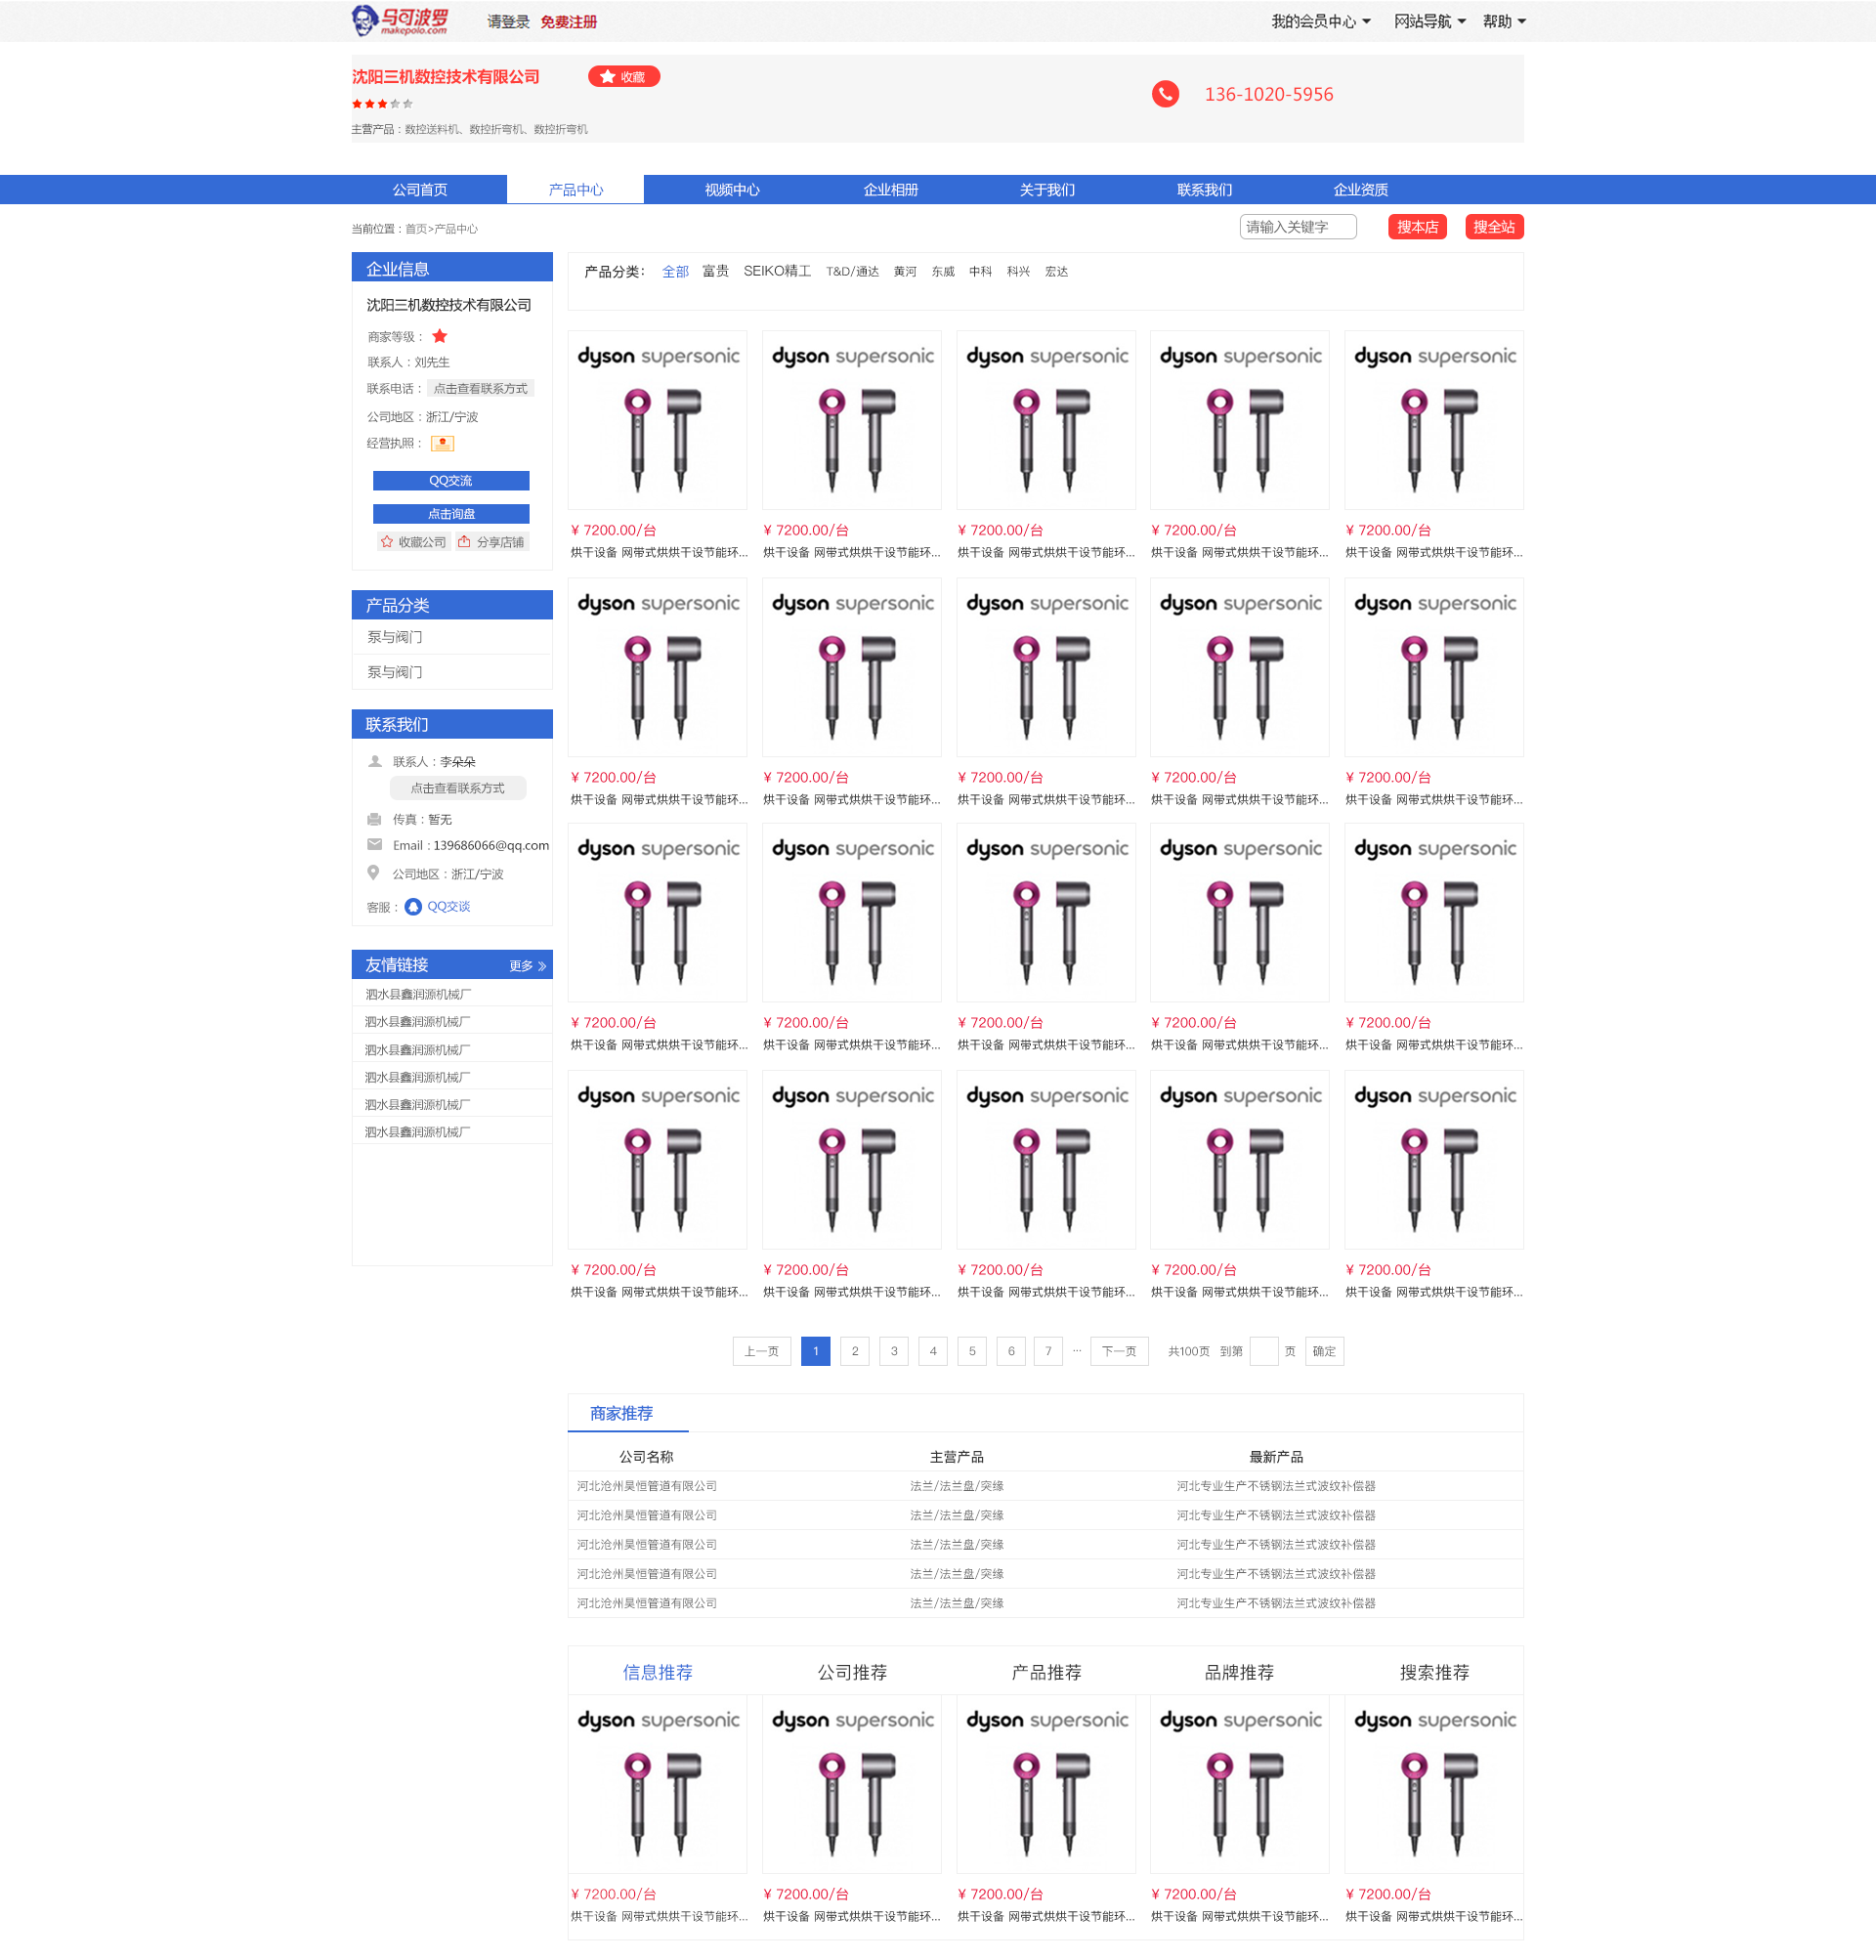 马可波罗
makepolo.com
请登录 免费注册
我的会员中心 网站导航 帮助
沈阳三机数控技术有限公司 收藏
136-1020-5956
主营产品：数控送料机、数控折弯机、数控折弯机
公司首页 产品中心 视频中心 企业相册 关于我们 联系我们 企业资质
当前位置：首页>产品中心
请输入关键字 搜本店 搜全站
企业信息
沈阳三机数控技术有限公司
商家等级：
联系人：刘先生
联系电话： 点击查看联系方式
公司地区：浙江/宁波
经营执照：
QQ交流
点击询盘
收藏公司 分享店铺
产品分类
泵与阀门
泵与阀门
联系我们
联系人：李朵朵
点击查看联系方式
传真：暂无
Email：139686066@qq.com
公司地区：浙江/宁波
客服： QQ交谈
友情链接 更多
泗水县鑫润源机械厂
泗水县鑫润源机械厂
泗水县鑫润源机械厂
泗水县鑫润源机械厂
泗水县鑫润源机械厂
泗水县鑫润源机械厂
产品分类： 全部 富贵 SEIKO精工 T&D/通达 黄河 东威 中科 科兴 宏达
dyson supersonic dyson supersonic dyson supersonic dyson supersonic dyson supersonic
¥ 7200.00/台 ¥ 7200.00/台 ¥ 7200.00/台 ¥ 7200.00/台 ¥ 7200.00/台
烘干设备 网带式烘烘干设节能环... 烘干设备 网带式烘烘干设节能环... 烘干设备 网带式烘烘干设节能环... 烘干设备 网带式烘烘干设节能环... 烘干设备 网带式烘烘干设节能环...
dyson supersonic dyson supersonic dyson supersonic dyson supersonic dyson supersonic
¥ 7200.00/台 ¥ 7200.00/台 ¥ 7200.00/台 ¥ 7200.00/台 ¥ 7200.00/台
烘干设备 网带式烘烘干设节能环... 烘干设备 网带式烘烘干设节能环... 烘干设备 网带式烘烘干设节能环... 烘干设备 网带式烘烘干设节能环... 烘干设备 网带式烘烘干设节能环...
dyson supersonic dyson supersonic dyson supersonic dyson supersonic dyson supersonic
¥ 7200.00/台 ¥ 7200.00/台 ¥ 7200.00/台 ¥ 7200.00/台 ¥ 7200.00/台
烘干设备 网带式烘烘干设节能环... 烘干设备 网带式烘烘干设节能环... 烘干设备 网带式烘烘干设节能环... 烘干设备 网带式烘烘干设节能环... 烘干设备 网带式烘烘干设节能环...
dyson supersonic dyson supersonic dyson supersonic dyson supersonic dyson supersonic
¥ 7200.00/台 ¥ 7200.00/台 ¥ 7200.00/台 ¥ 7200.00/台 ¥ 7200.00/台
烘干设备 网带式烘烘干设节能环... 烘干设备 网带式烘烘干设节能环... 烘干设备 网带式烘烘干设节能环... 烘干设备 网带式烘烘干设节能环... 烘干设备 网带式烘烘干设节能环...
上一页 1 2 3 4 5 6 7 ... 下一页 共100页 到第 页 确定
商家推荐
公司名称 主营产品 最新产品
河北沧州昊恒管道有限公司 法兰/法兰盘/突缘 河北专业生产不锈钢法兰式波纹补偿器
河北沧州昊恒管道有限公司 法兰/法兰盘/突缘 河北专业生产不锈钢法兰式波纹补偿器
河北沧州昊恒管道有限公司 法兰/法兰盘/突缘 河北专业生产不锈钢法兰式波纹补偿器
河北沧州昊恒管道有限公司 法兰/法兰盘/突缘 河北专业生产不锈钢法兰式波纹补偿器
河北沧州昊恒管道有限公司 法兰/法兰盘/突缘 河北专业生产不锈钢法兰式波纹补偿器
信息推荐 公司推荐 产品推荐 品牌推荐 搜索推荐
dyson supersonic dyson supersonic dyson supersonic dyson supersonic dyson supersonic
¥ 7200.00/台 ¥ 7200.00/台 ¥ 7200.00/台 ¥ 7200.00/台 ¥ 7200.00/台
烘干设备 网带式烘烘干设节能环... 烘干设备 网带式烘烘干设节能环... 烘干设备 网带式烘烘干设节能环... 烘干设备 网带式烘烘干设节能环... 烘干设备 网带式烘烘干设节能环...